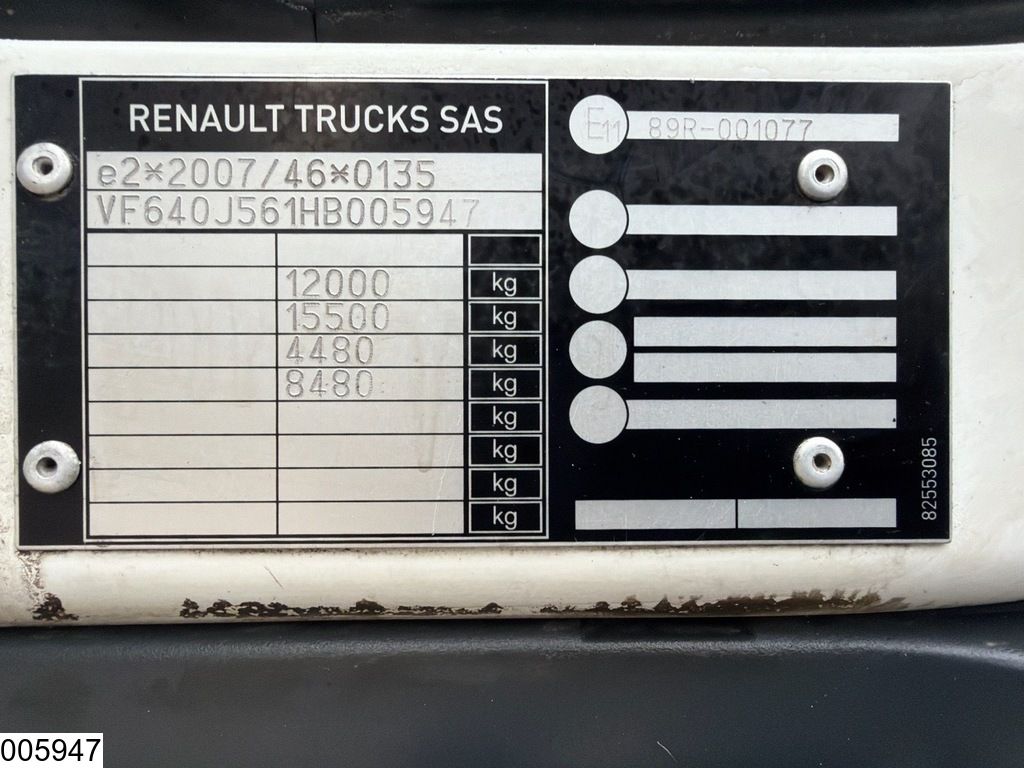 RENAULT TRUCKS SAS
e2*2007/46*0135
VF640J561HB005947
12000 kg
15500 kg
4480 kg
8480 kg
kg
kg
kg
kg
E11 89R-001077
82553085
005947